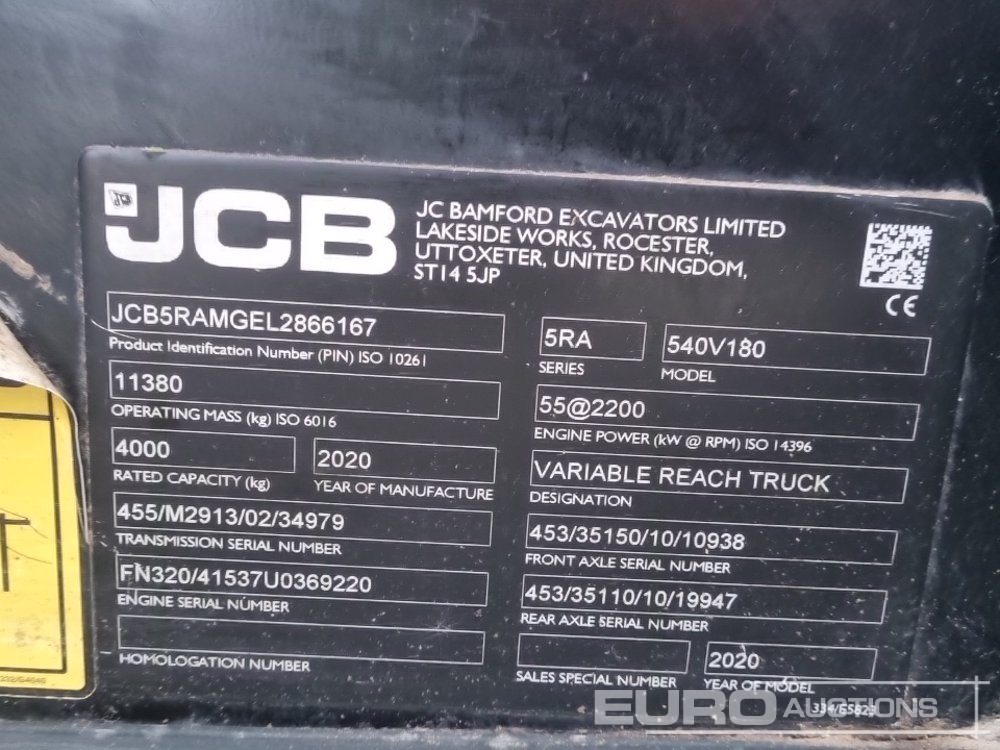 JCB
JC BAMFORD EXCAVATORS LIMITED
LAKESIDE WORKS, ROCESTER,
UTTOXETER, UNITED KINGDOM,
ST14 5JP
CE
JCB5RAMGEL2866167
Product Identification Number (PIN) ISO 10261
5RA
SERIES
540V180
MODEL
11380
OPERATING MASS (kg) ISO 6016
55@2200
ENGINE POWER (kW @ RPM) ISO 14396
4000
RATED CAPACITY (kg)
2020
YEAR OF MANUFACTURE
VARIABLE REACH TRUCK
DESIGNATION
455/M2913/02/34979
TRANSMISSION SERIAL NUMBER
453/35150/10/10938
FRONT AXLE SERIAL NUMBER
FN320/41537U0369220
ENGINE SERIAL NUMBER
453/35110/10/19947
REAR AXLE SERIAL NUMBER
HOMOLOGATION NUMBER
SALES SPECIAL NUMBER
2020
YEAR OF MODEL
EURO AUCTIONS